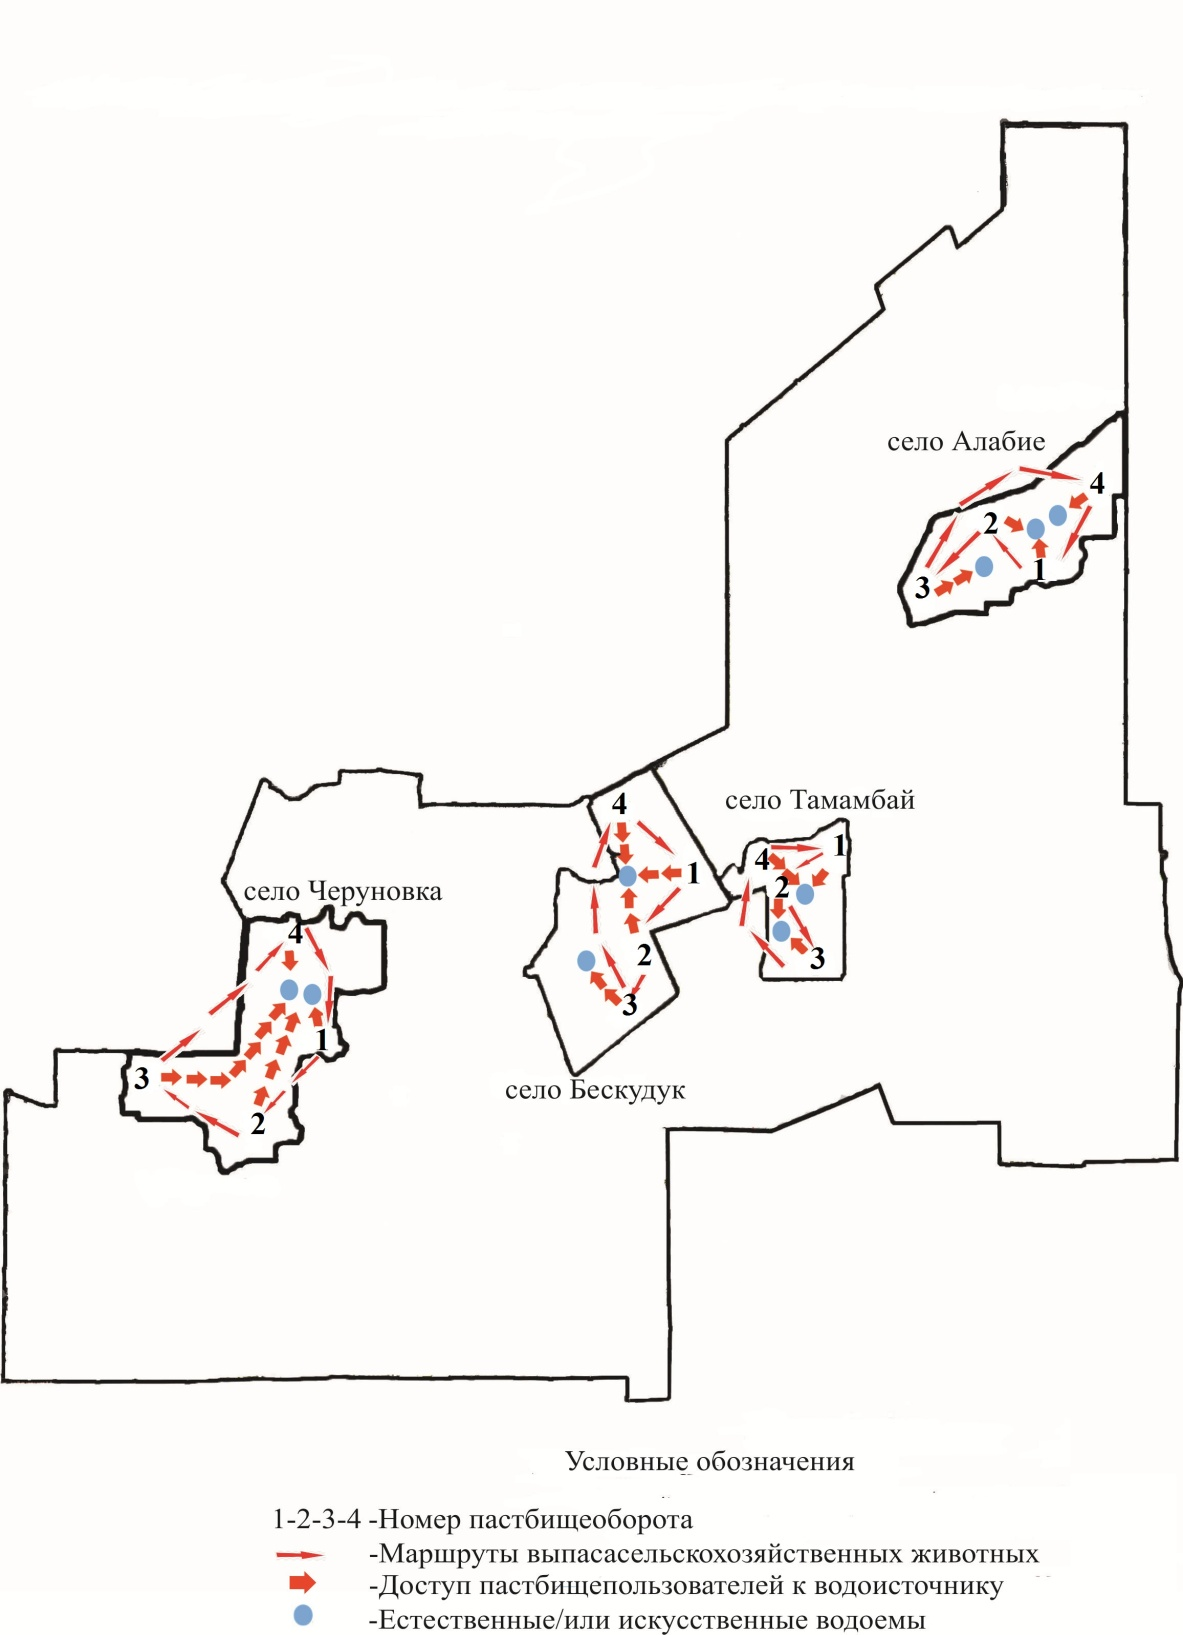 село Алабие
4
2
1
3
село Тамамбай
4
1
2
3
4
1
2
3
село Бескудук
село Черуновка
4
1
3
2
Условные обозначения
1-2-3-4 -Номер пастбищеоборота
-Маршруты выпасасельскохозяйственных животных
-Доступ пастбищепользователей к водоисточнику
-Естественные/или искусственные водоемы